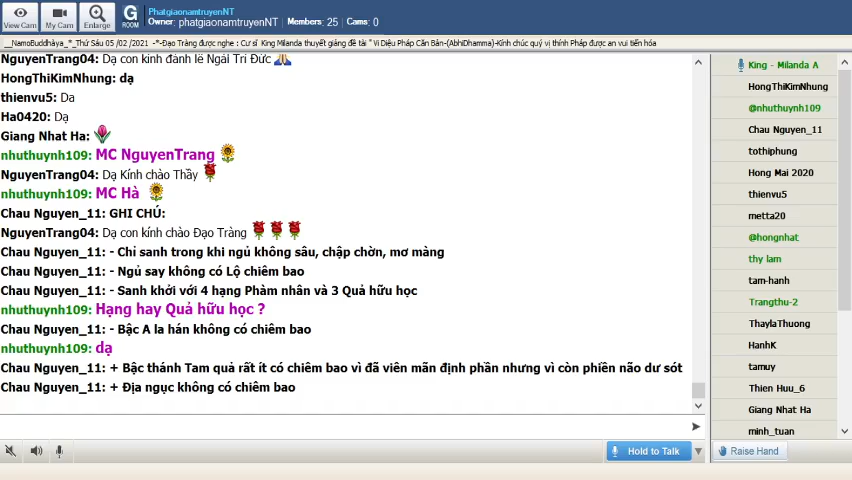 View Cam
My Cam
Enlarge
G
ROOM
PhatgiaonamtruyenNT
Owner: phatgiaonamtruyenNT Members: 25 Cams: 0
__NamoBuddhàya_*_Thứ Sáu 05 /02 /2021 -*-Đạo Tràng được nghe : Cư sĩ King Milanda thuyết giảng đề tài " Vi Diệu Pháp Căn Bản-(AbhiDhamma)-Kính chúc quý vị thính Pháp được an vui tiến hóa
NguyenTrang04: Dạ con kính đảnh lễ Ngài Trí Đức
HongThiKimNhung: dạ
thienvu5: Da
Ha0420: Dạ
Giang Nhat Ha:
nhuthuynh109: MC NguyenTrang
NguyenTrang04: Dạ Kính chào Thầy
nhuthuynh109: MC Hà
Chau Nguyen_11: GHI CHÚ:
NguyenTrang04: Dạ con kính chào Đạo Tràng
Chau Nguyen_11: - Chỉ sanh trong khi ngủ không sâu, chập chờn, mơ màng
Chau Nguyen_11: - Ngủ say không có Lộ chiêm bao
Chau Nguyen_11: - Sanh khởi với 4 hạng Phàm nhân và 3 Quả hữu học
nhuthuynh109: Hạng hay Quả hữu học ?
Chau Nguyen_11: - Bậc A la hán không có chiêm bao
nhuthuynh109: dạ
Chau Nguyen_11: + Bậc thánh Tam quả rất ít có chiêm bao vì đã viên mãn định phần nhưng vì còn phiền não dư sót
Chau Nguyen_11: + Địa ngục không có chiêm bao
Hold to Talk
King - Milanda A
HongThiKimNhung
@nhuthuynh109
Chau Nguyen_11
tothiphung
Hong Mai 2020
thienvu5
metta20
@hongnhat
thy lam
tam-hanh
Trangthu-2
ThaylaThuong
HanhK
tamuy
Thien Huu_6
Giang Nhat Ha
minh_tuan
Raise Hand